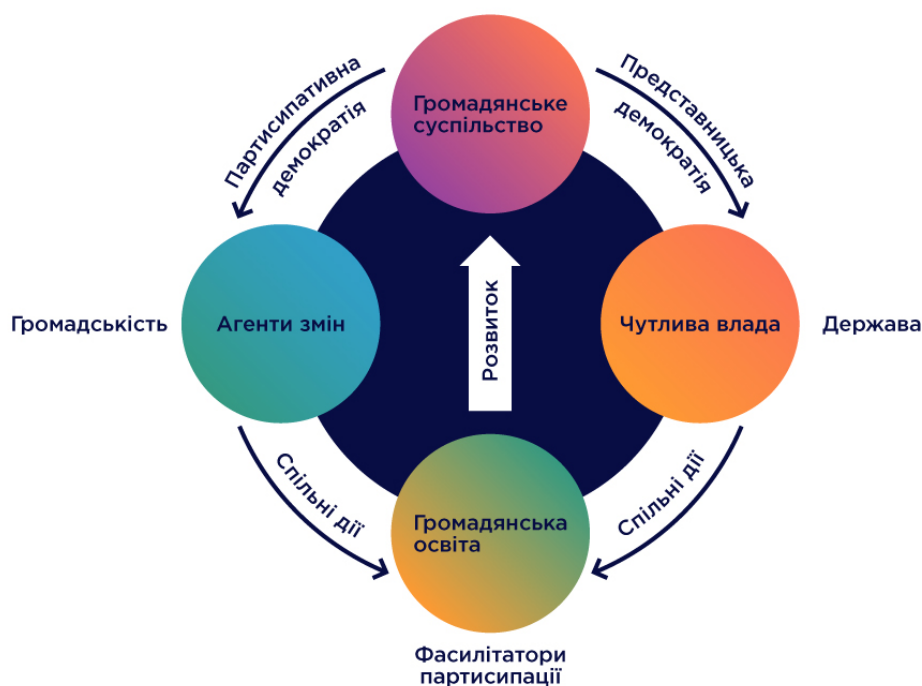 Громадянське
суспільство
Партисипативна
демократія
Представницька
демократія
Громадськість
Агенти змін
Розвиток
Чутлива влада
Держава
Спільні дії
Спільні дії
Громадянська
освіта
Фасилітатори
партисипації